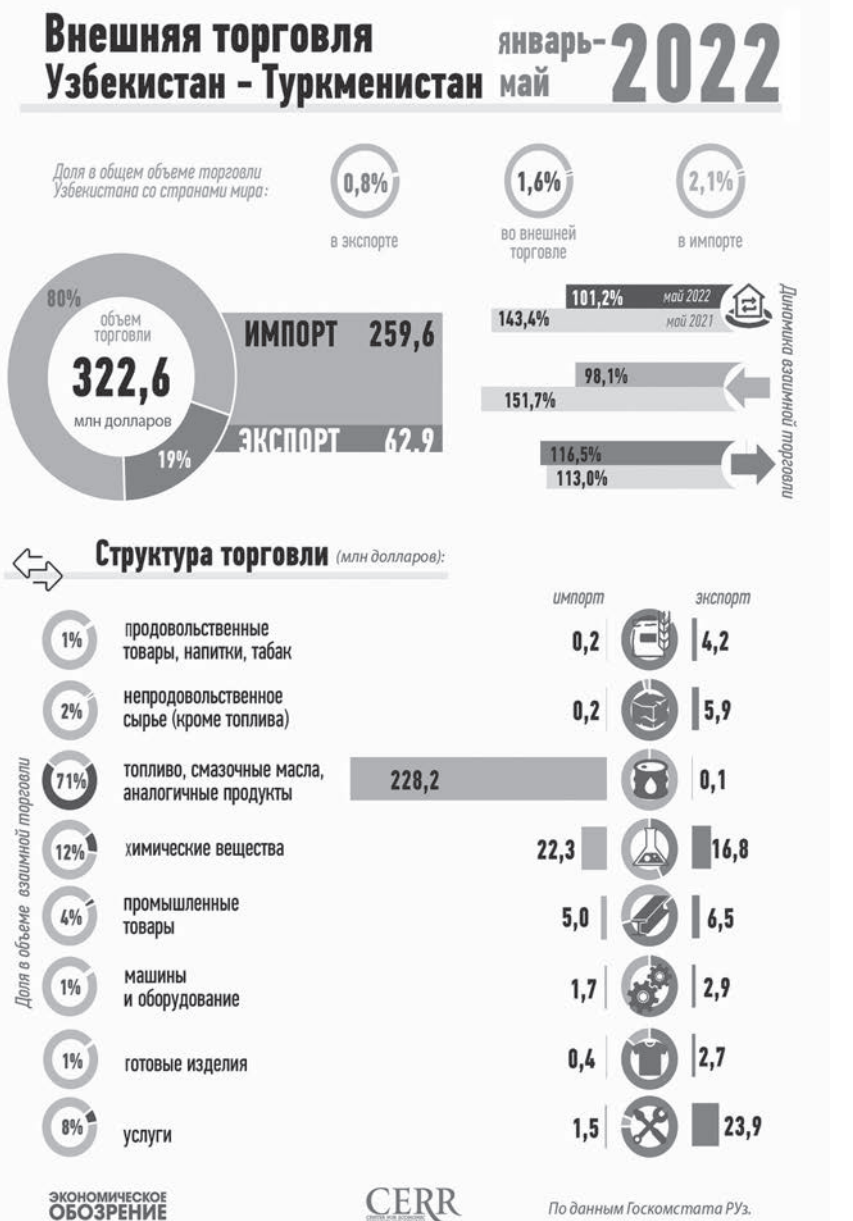 Внешняя торговля
Узбекистан - Туркменистан
январь-
май
2022
Доля в общем объеме торговли
Узбекистана со странами мира:
0,8%
в экспорте
1,6%
во внешней
торговле
2,1%
в импорте
80%
объем
торговли
322,6
млн долларов
19%
ИМПОРТ 259,6
ЭКСПОРТ 62,9
101,2% май 2022
143,4% май 2021
98,1%
151,7%
116,5%
113,0%
Динамика взаимной торговли
Структура торговли (млн долларов):
импорт экспорт
Доля в объеме взаимной торговли
1%
продовольственные
товары, напитки, табак
0,2 4,2
2%
непродовольственное
сырье (кроме топлива)
0,2 5,9
71%
топливо, смазочные масла,
аналогичные продукты
228,2 0,1
12%
химические вещества
22,3 16,8
4%
промышленные
товары
5,0 6,5
1%
машины
и оборудование
1,7 2,9
1%
готовые изделия
0,4 2,7
8%
услуги
1,5 23,9
ЭКОНОМИЧЕСКОЕ
ОБОЗРЕНИЕ
CERR
По данным Госкомстата РУз.